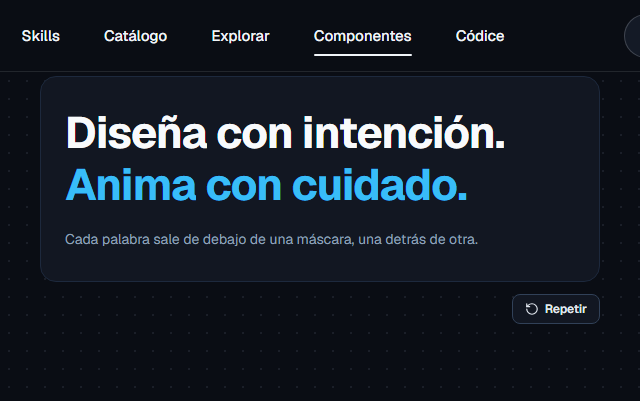 Skills
Catálogo
Explorar
Componentes
Códice
Diseña con intención.
Anima con cuidado.
Cada palabra sale de debajo de una máscara, una detrás de otra.
Repetir